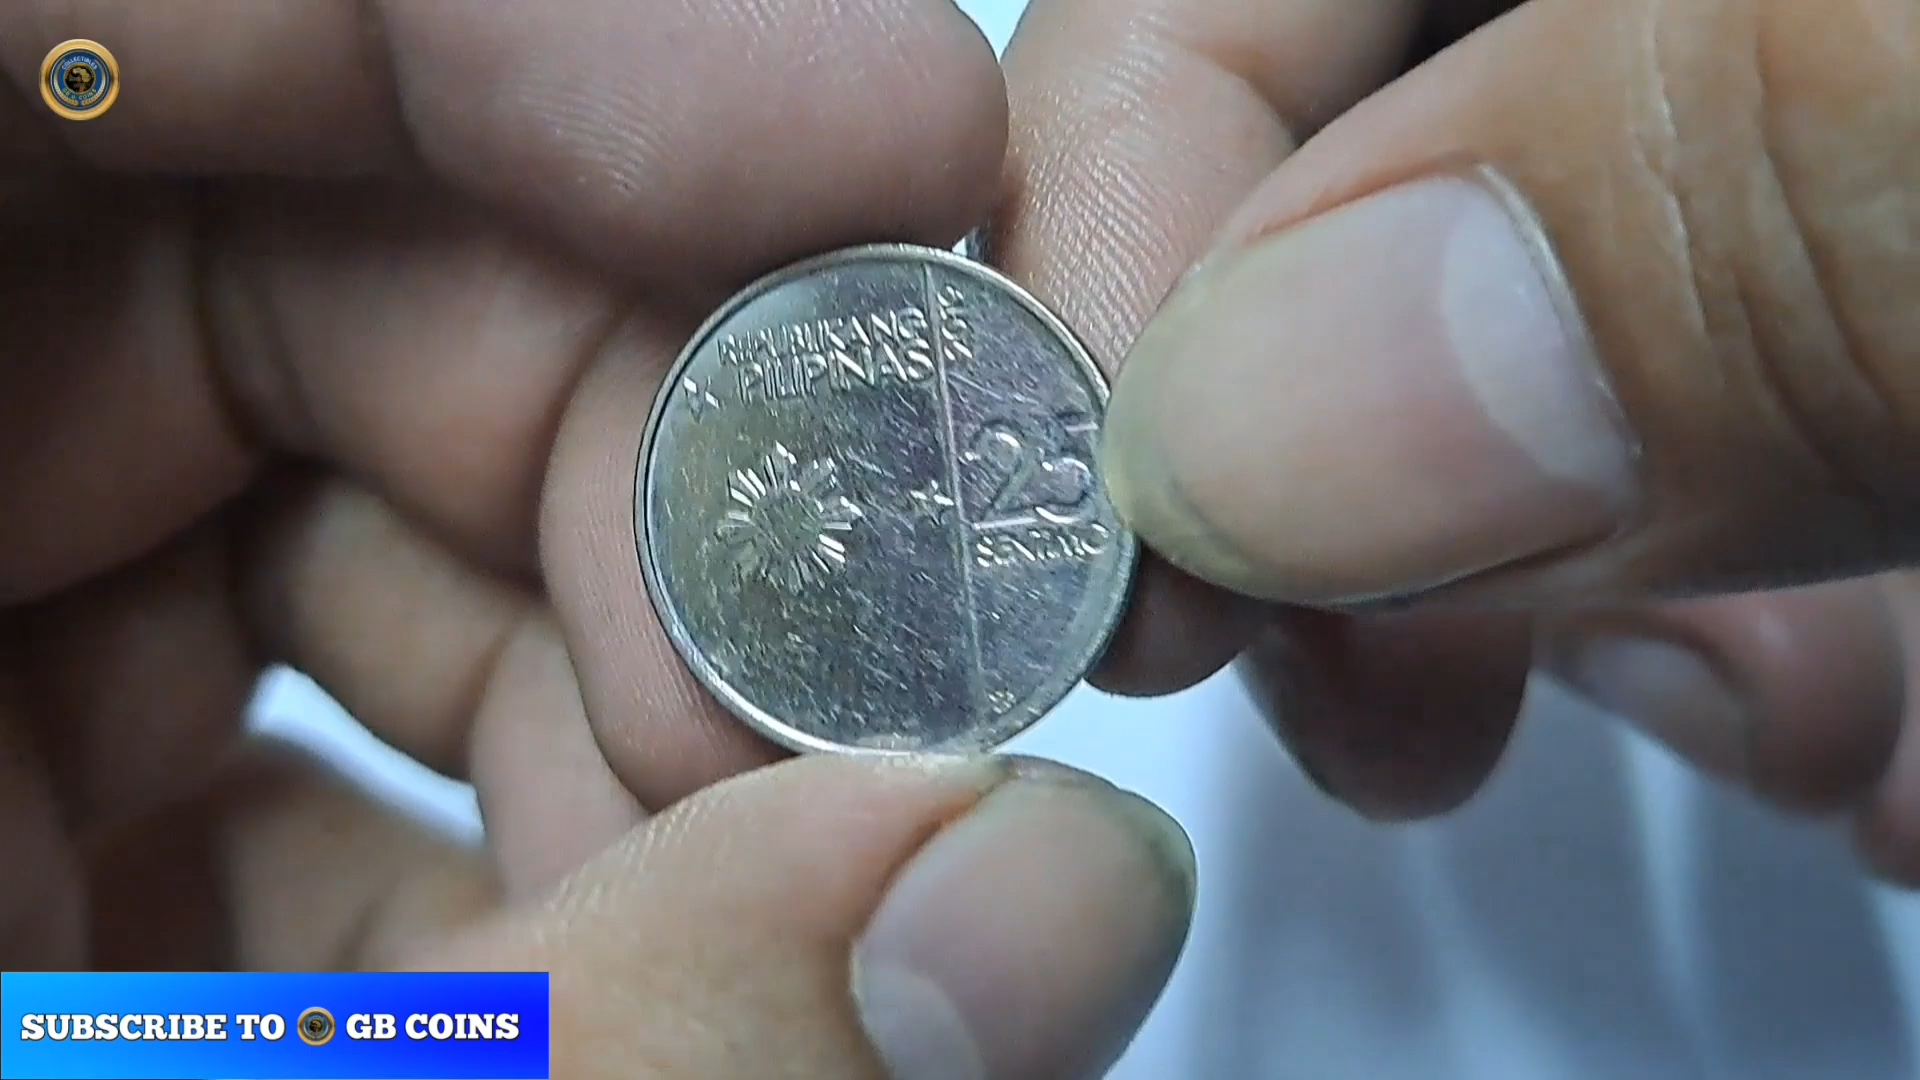 REPUBLIKANG
PILIPINAS
25
SENTIMO
SUBSCRIBE TO GB COINS